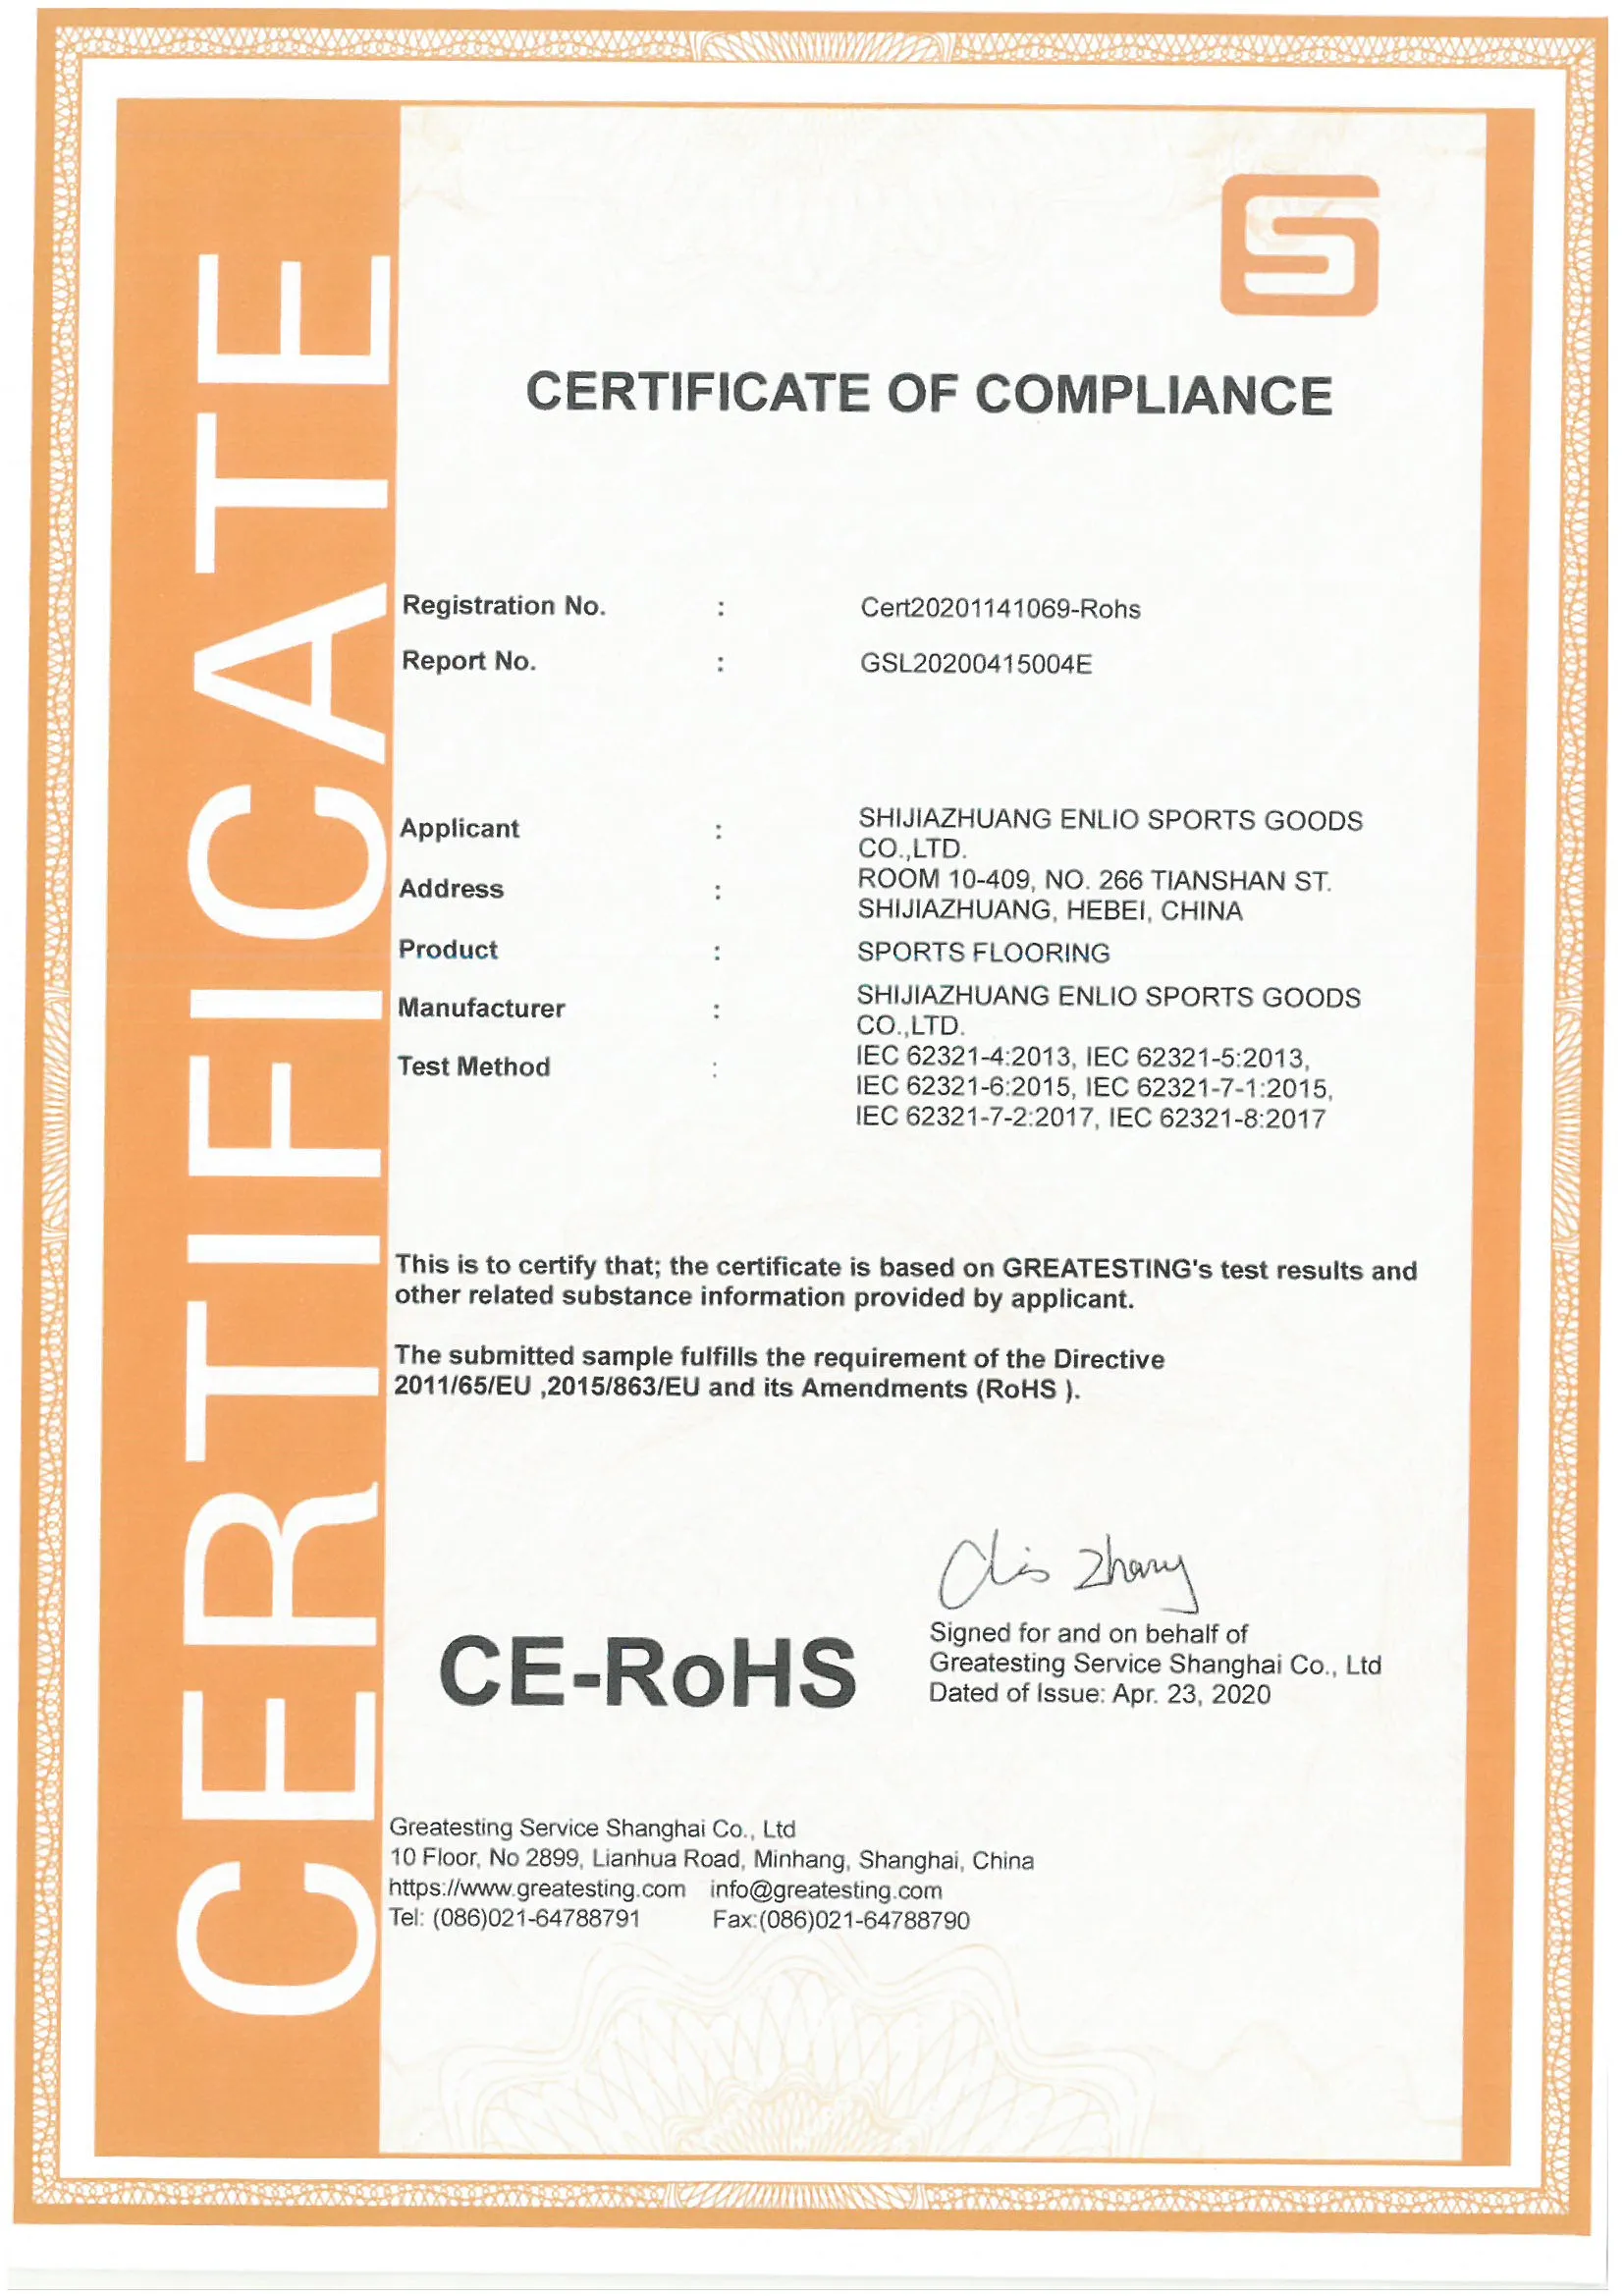 CERTIFICATE
CERTIFICATE OF COMPLIANCE
Registration No. : Cert20201141069-Rohs
Report No. : GSL20200415004E
Applicant : SHIJIAZHUANG ENLIO SPORTS GOODS
CO.,LTD.
Address : ROOM 10-409, NO. 266 TIANSHAN ST.
SHIJIAZHUANG, HEBEI, CHINA
Product : SPORTS FLOORING
Manufacturer : SHIJIAZHUANG ENLIO SPORTS GOODS
CO.,LTD.
Test Method : IEC 62321-4:2013, IEC 62321-5:2013,
IEC 62321-6:2015, IEC 62321-7-1:2015,
IEC 62321-7-2:2017, IEC 62321-8:2017
This is to certify that; the certificate is based on GREATESTING's test results and
other related substance information provided by applicant.
The submitted sample fulfills the requirement of the Directive
2011/65/EU ,2015/863/EU and its Amendments (RoHS ).
Zhang
CE-RoHS
Signed for and on behalf of
Greatesting Service Shanghai Co., Ltd
Dated of Issue: Apr. 23, 2020
Greatesting Service Shanghai Co., Ltd
10 Floor, No 2899, Lianhua Road, Minhang, Shanghai, China
https://www.greatesting.com info@greatesting.com
Tel: (086)021-64788791 Fax:(086)021-64788790